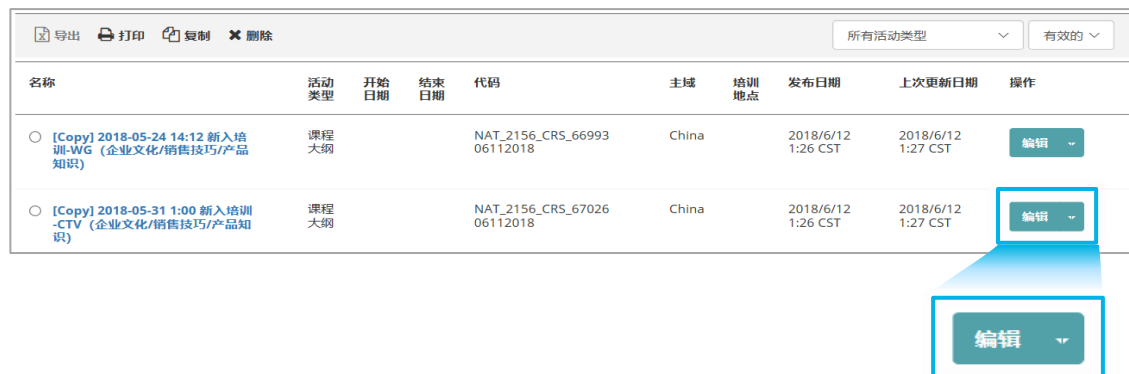 导出 打印 复制 删除 所有活动类型 有效的
名称 活动类型 开始日期 结束日期 代码 主域 培训地点 发布日期 上次更新日期 操作
[Copy] 2018-05-24 14:12 新入培 课程 NAT_2156_CRS_66993 China 2018/6/12 2018/6/12 编辑
训-WG（企业文化/销售技巧/产品 大纲 06112018 1:26 CST 1:27 CST
知识)
[Copy] 2018-05-31 1:00 新入培训 课程 NAT_2156_CRS_67026 China 2018/6/12 2018/6/12 编辑
-CTV（企业文化/销售技巧/产品知 大纲 06112018 1:26 CST 1:27 CST
识)
编辑